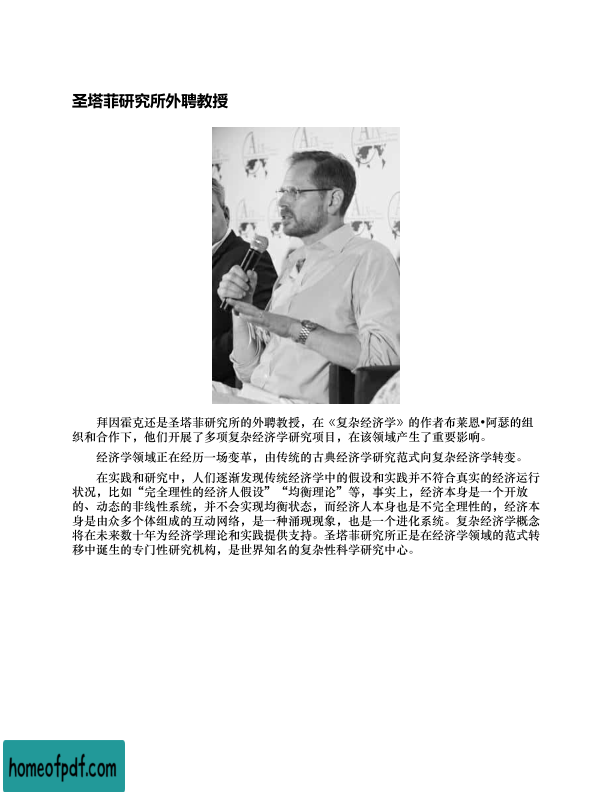 圣塔菲研究所外聘教授
拜因霍克还是圣塔菲研究所的外聘教授，在《复杂经济学》的作者布莱恩•阿瑟的组
织和合作下，他们开展了多项复杂经济学研究项目，在该领域产生了重要影响。
经济学领域正在经历一场变革，由传统的古典经济学研究范式向复杂经济学转变。
在实践和研究中，人们逐渐发现传统经济学中的假设和实践并不符合真实的经济运行
状况，比如“完全理性的经济人假设”“均衡理论”等，事实上，经济本身是一个开放
的、动态的非线性系统，并不会实现均衡状态，而经济人本身也是不完全理性的，经济本
身是由众多个体组成的互动网络，是一种涌现现象，也是一个进化系统。复杂经济学概念
将在未来数十年为经济学理论和实践提供支持。圣塔菲研究所正是在经济学领域的范式转
移中诞生的专门性研究机构，是世界知名的复杂性科学研究中心。
homeofpdf.com